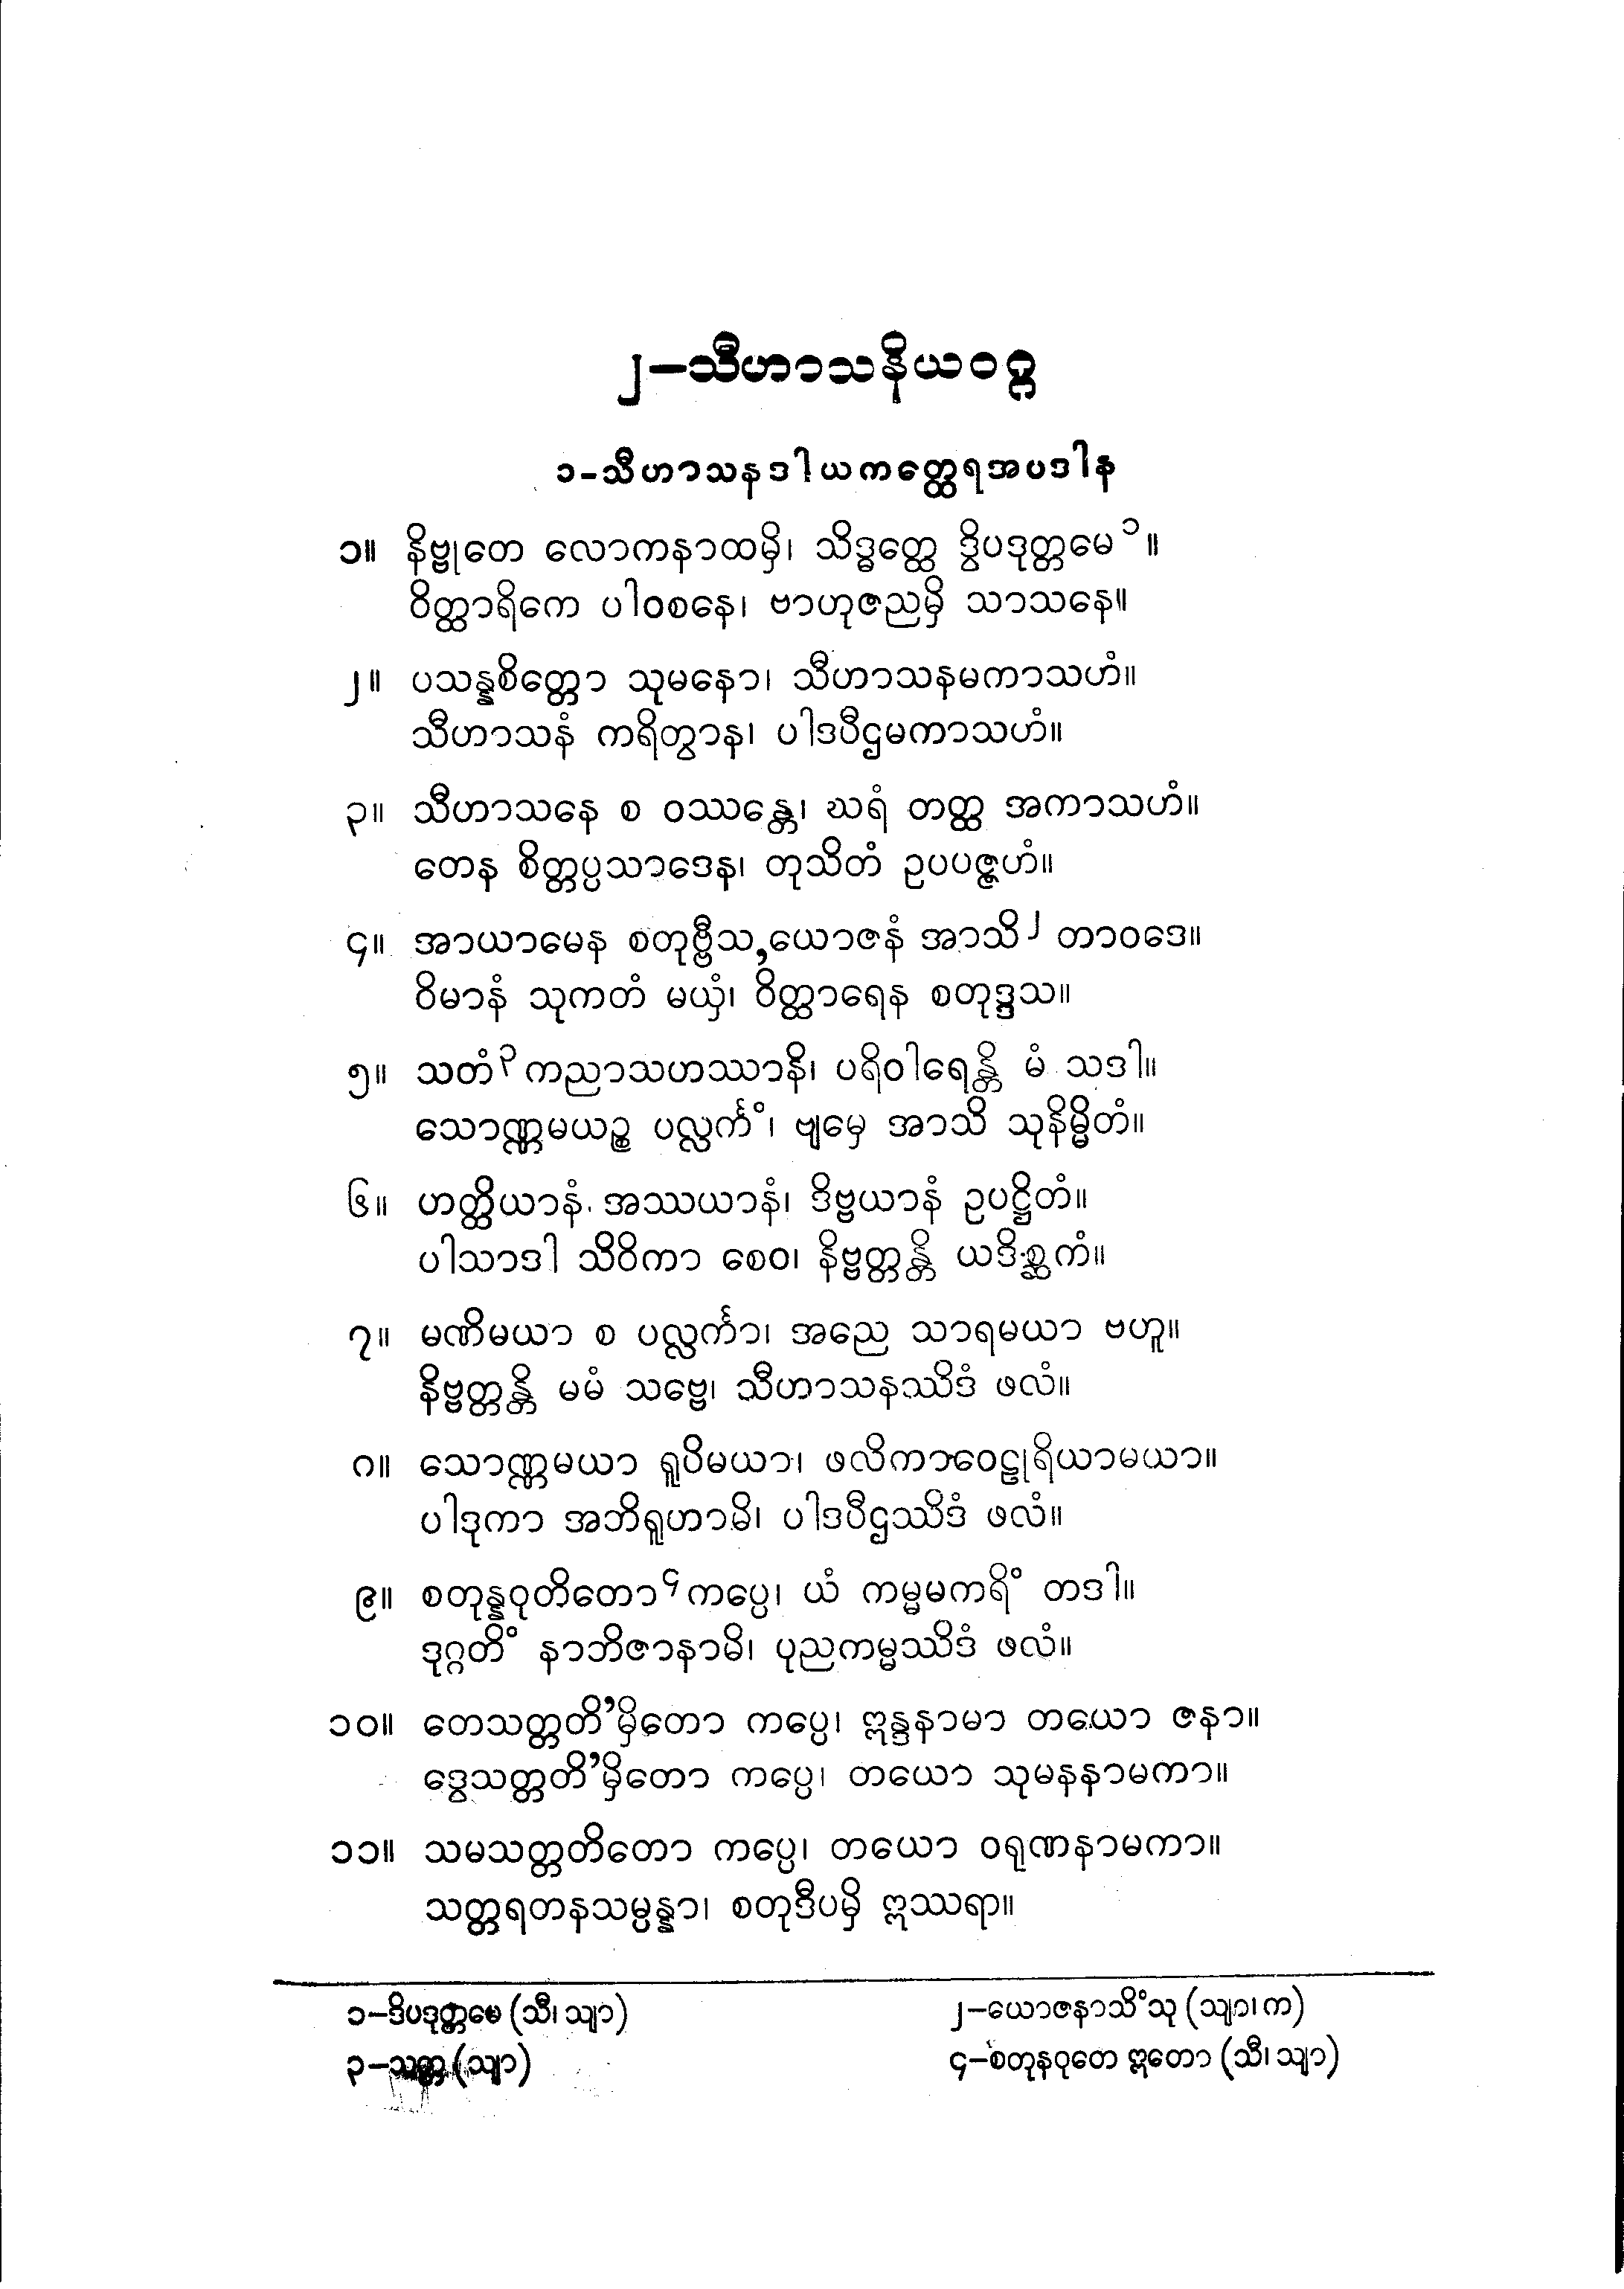 ၂–သီဟာသနိယဝဂ္ဂ
၁-သီဟာသနဒါယကတ္ထေရအပဒါန
၁။ နိဗ္ဗုတေ လောကနာထမှိ၊ သိဒ္ဓတ္ထေ ဒွိပဒုတ္တမေ၁။
ဝိတ္ထာရိကေ ပါဝစနေ၊ ဗာဟုဇညမှိ သာသနေ။
၂။ ပသန္နစိတ္တော သုမနော၊ သီဟာသနမကာသဟံ။
သီဟာသနံ ကရိတွာန၊ ပါဒပီဌမကာသဟံ။
၃။ သီဟာသနေ စ ဝဿန္တေ၊ ဃရံ တတ္ထ အကာသဟံ။
တေန စိတ္တပ္ပသာဒေန၊ တုသိတံ ဥပပဇ္ဇဟံ။
၄။ အာယာမေန စတုဗ္ဗီသ,ယောဇနံ အာသိ၂ တာဝဒေ။
ဝိမာနံ သုကတံ မယှံ၊ ဝိတ္ထာရေန စတုဒ္ဒသ။
၅။ သတံ၃ ကညာသဟဿာနိ၊ ပရိဝါရေန္တိ မံ သဒါ။
သောဏ္ဏမယဉ္စ ပလ္လင်္ကံ၊ ဗျမှေ အာသိ သုနိမ္မိတံ။
၆။ ဟတ္ထိယာနံ အဿယာနံ၊ ဒိဗ္ဗယာနံ ဥပဋ္ဌိတံ။
ပါသာဒါ သိဝိကာ စေဝ၊ နိဗ္ဗတ္တန္တိ ယဒိစ္ဆကံ။
၇။ မဏိမယာ စ ပလ္လင်္ကာ၊ အညေ သာရမယာ ဗဟူ။
နိဗ္ဗတ္တန္တိ မမံ သဗ္ဗေ၊ သီဟာသနဿိဒံ ဖလံ။
၈။ သောဏ္ဏမယာ ရူပိမယာ၊ ဖလိကာဝေဠုရိယာမယာ။
ပါဒုကာ အဘိရူဟာမိ၊ ပါဒပီဌဿိဒံ ဖလံ။
၉။ စတုန္နဝုတိတော၄ ကပ္ပေ၊ ယံ ကမ္မမကရိံ တဒါ။
ဒုဂ္ဂတိံ နာဘိဇာနာမိ၊ ပုညကမ္မဿိဒံ ဖလံ။
၁၀။ တေသတ္တတိ’မှိတော ကပ္ပေ၊ ဣန္ဒနာမာ တယော ဇနာ။
ဒွေသတ္တတိ’မှိတော ကပ္ပေ၊ တယော သုမနနာမကာ။
၁၁။ သမသတ္တတိတော ကပ္ပေ၊ တယော ဝရုဏနာမကာ။
သတ္တရတနသမ္ပန္နာ၊ စတုဒီပမှိ ဣဿရာ။
၁–ဒိပဒုတ္တမေ (သီ၊ သျာ) ၂–ယောဇနာသိံသု (သျာ၊ က)
၃–သတ္တ (သျာ) ၄–စတုနဝုတေ ဣတော (သီ၊ သျာ)